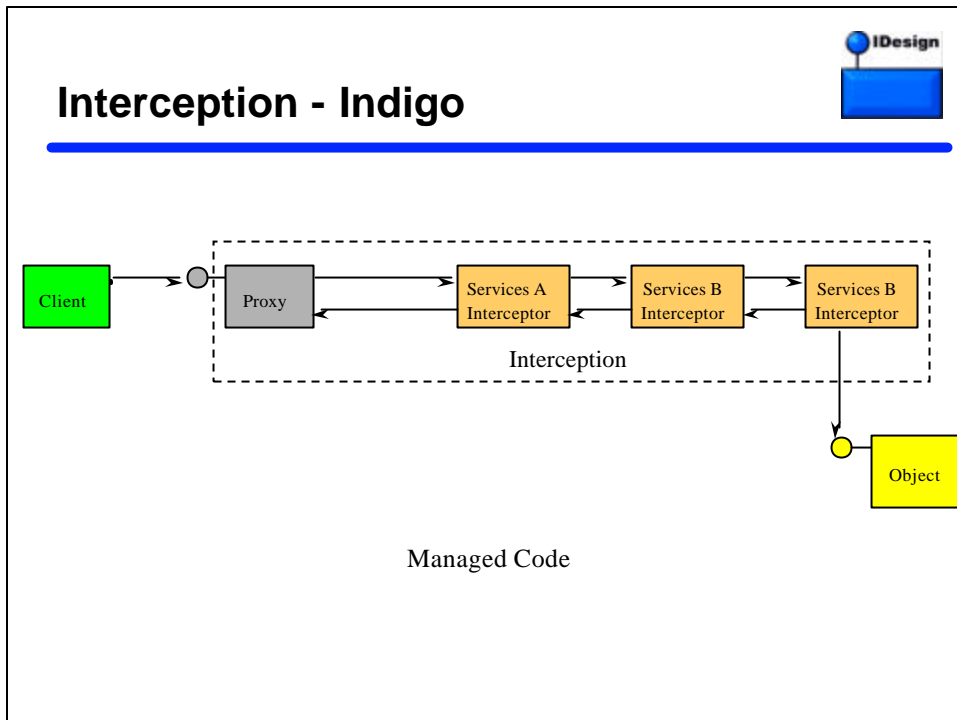 IDesign
Interception - Indigo
Client
Proxy
Services A
Interceptor
Services B
Interceptor
Services B
Interceptor
Interception
Object
Managed Code